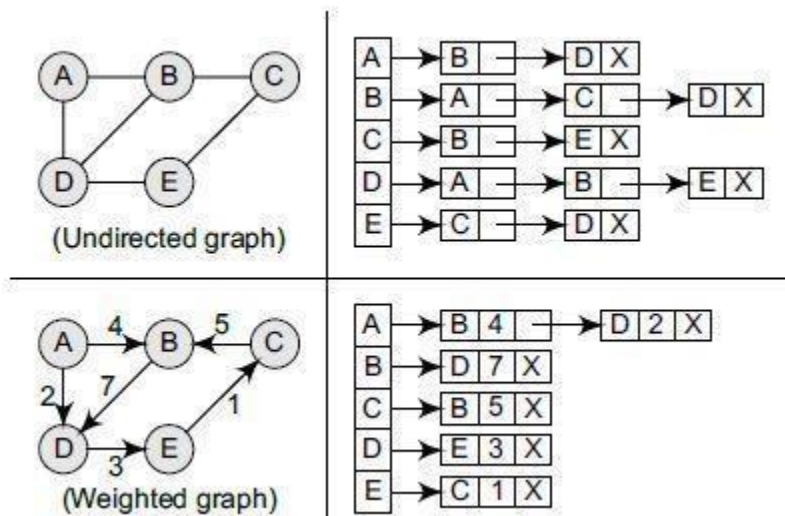 A B C
D E
(Undirected graph)
A B D X
B A C D X
C B E X
D A B E X
E C D X
A 4 B 5 C
2 7 1
D 3 E
(Weighted graph)
A B 4 D 2 X
B D 7 X
C B 5 X
D E 3 X
E C 1 X